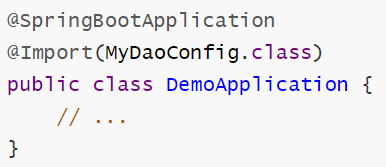 @SpringBootApplication
@Import(MyDaoConfig.class)
public class DemoApplication {
    // ...
}